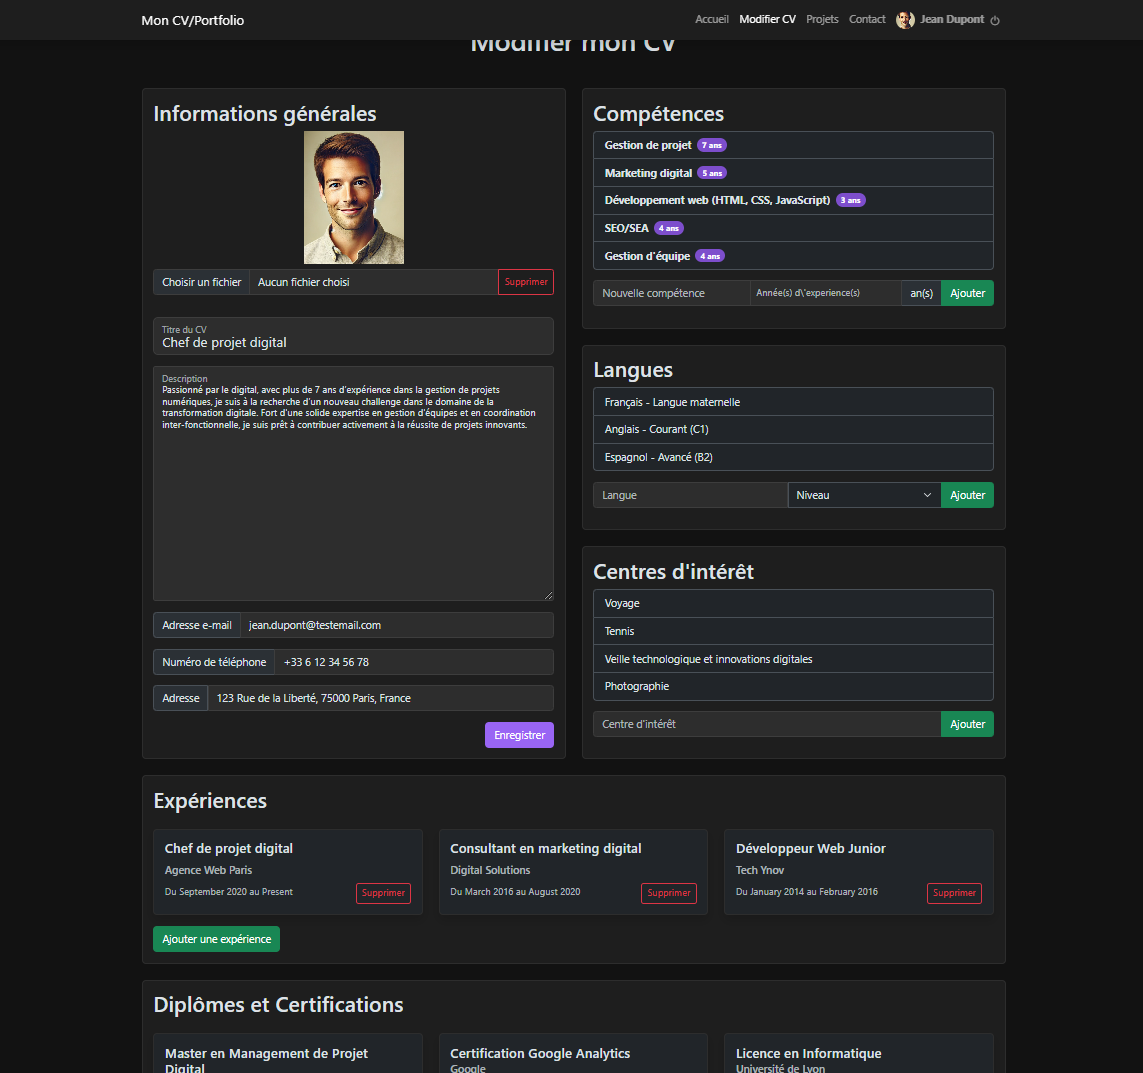 Mon CV/Portfolio
Accueil Modifier CV Projets Contact Jean Dupont
Modifier mon CV
Informations générales
Choisir un fichier Aucun fichier choisi Supprimer
Titre du CV
Chef de projet digital
Description
Passionné par le digital, avec plus de 7 ans d'expérience dans la gestion de projets
numériques, je suis à la recherche d'un nouveau challenge dans le domaine de la
transformation digitale. Fort d'une solide expertise en gestion d'équipes et en coordination
inter-fonctionnelle, je suis prêt à contribuer activement à la réussite de projets innovants.
Adresse e-mail jean.dupont@testemail.com
Numéro de téléphone +33 6 12 34 56 78
Adresse 123 Rue de la Liberté, 75000 Paris, France
Enregistrer
Compétences
Gestion de projet 7 ans
Marketing digital 5 ans
Développement web (HTML, CSS, JavaScript) 3 ans
SEO/SEA 4 ans
Gestion d'équipe 4 ans
Nouvelle compétence Année(s) d\'experience(s) an(s) Ajouter
Langues
Français - Langue maternelle
Anglais - Courant (C1)
Espagnol - Avancé (B2)
Langue Niveau Ajouter
Centres d'intérêt
Voyage
Tennis
Veille technologique et innovations digitales
Photographie
Centre d'intérêt Ajouter
Expériences
Chef de projet digital
Agence Web Paris
Du September 2020 au Present Supprimer
Consultant en marketing digital
Digital Solutions
Du March 2016 au August 2020 Supprimer
Développeur Web Junior
Tech Ynov
Du January 2014 au February 2016 Supprimer
Ajouter une expérience
Diplômes et Certifications
Master en Management de Projet
Digital
Certification Google Analytics
Google
Licence en Informatique
Université de Lyon